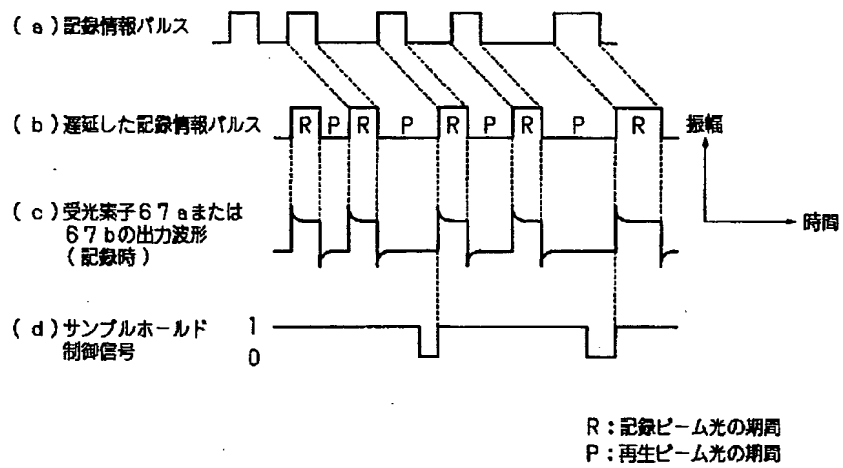 (a)記録情報パルス
(b)遅延した記録情報パルス
R P R P R P R P R
振幅
時間
(c)受光素子67aまたは
67bの出力波形
(記録時)
(d)サンプルホールド
制御信号
1
0
R:記録ビーム光の期間
P:再生ビーム光の期間